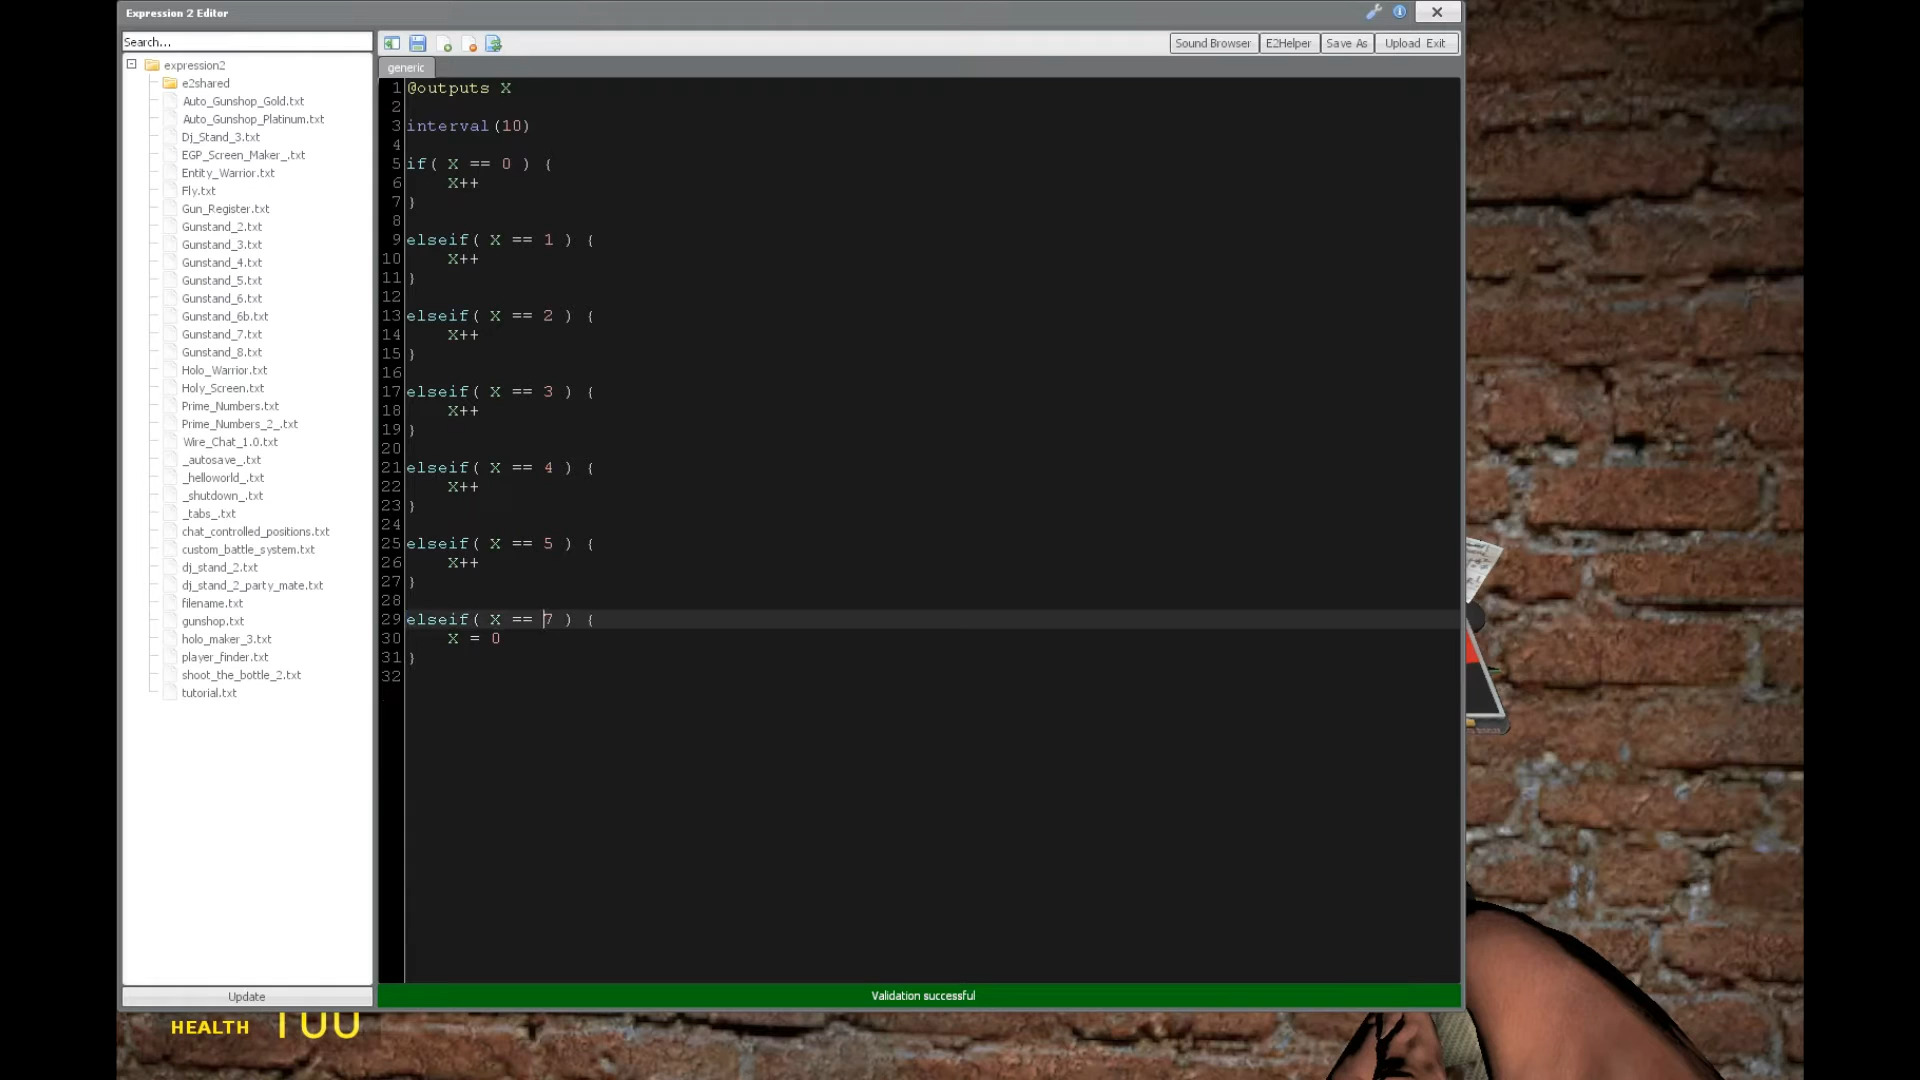 Expression 2 Editor
Search...
expression2
e2shared
Auto_Gunshop_Gold.txt
Auto_Gunshop_Platinum.txt
Dj_Stand_3.txt
EGP_Screen_Maker_.txt
Entity_Warrior.txt
Fly.txt
Gun_Register.txt
Gunstand_2.txt
Gunstand_3.txt
Gunstand_4.txt
Gunstand_5.txt
Gunstand_6.txt
Gunstand_6b.txt
Gunstand_7.txt
Gunstand_8.txt
Holo_Warrior.txt
Holy_Screen.txt
Prime_Numbers.txt
Prime_Numbers_2_.txt
Wire_Chat_1.0.txt
_autosave_.txt
_helloworld_.txt
_shutdown_.txt
_tabs_.txt
chat_controlled_positions.txt
custom_battle_system.txt
dj_stand_2.txt
dj_stand_2_party_mate.txt
filename.txt
gunshop.txt
holo_maker_3.txt
player_finder.txt
shoot_the_bottle_2.txt
tutorial.txt
Update
Sound Browser E2Helper Save As Upload Exit
generic
1 @outputs X
2
3 interval(10)
4
5 if( X == 0 ) {
6 X++
7 }
8
9 elseif( X == 1 ) {
10 X++
11 }
12
13 elseif( X == 2 ) {
14 X++
15 }
16
17 elseif( X == 3 ) {
18 X++
19 }
20
21 elseif( X == 4 ) {
22 X++
23 }
24
25 elseif( X == 5 ) {
26 X++
27 }
28
29 elseif( X == 7 ) {
30 X = 0
31 }
32
Validation successful
HEALTH 100